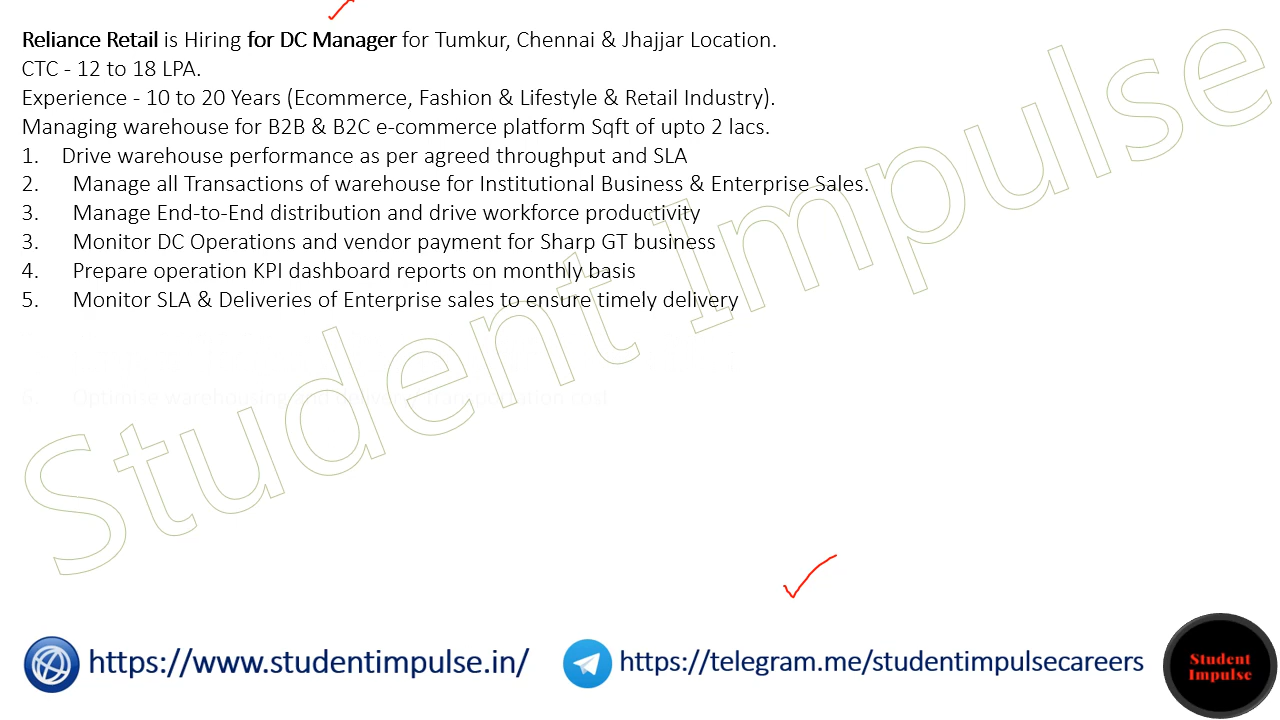 Reliance Retail is Hiring for DC Manager for Tumkur, Chennai & Jhajjar Location.
CTC - 12 to 18 LPA.
Experience - 10 to 20 Years (Ecommerce, Fashion & Lifestyle & Retail Industry).
Managing warehouse for B2B & B2C e-commerce platform Sqft of upto 2 lacs.
1. Drive warehouse performance as per agreed throughput and SLA
2. Manage all Transactions of warehouse for Institutional Business & Enterprise Sales.
3. Manage End-to-End distribution and drive workforce productivity
3. Monitor DC Operations and vendor payment for Sharp GT business
4. Prepare operation KPI dashboard reports on monthly basis
5. Monitor SLA & Deliveries of Enterprise sales to ensure timely delivery
6. Optimise warehousing cost
Student Impulse
https://www.studentimpulse.in/
https://telegram.me/studentimpulsecareers
Student
Impulse